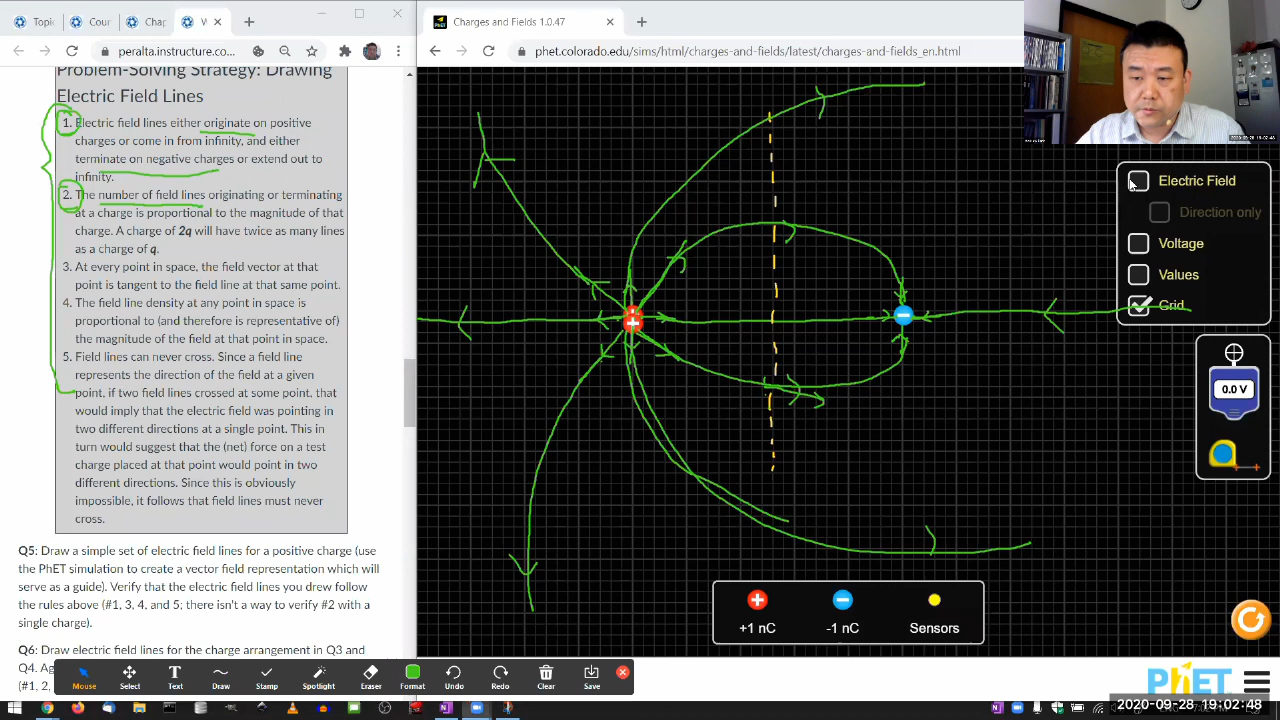 Topic
Cour
Chap
V
Charges and Fields 1.0.47
peralta.instructure.co...
phet.colorado.edu/sims/html/charges-and-fields/latest/charges-and-fields_en.html
Problem-Solving Strategy: Drawing
Electric Field Lines
1. Electric field lines either originate on positive
charges or come in from infinity, and either
terminate on negative charges or extend out to
infinity.
2. The number of field lines originating or terminating
at a charge is proportional to the magnitude of that
charge. A charge of 2q will have twice as many lines
as a charge of q.
3. At every point in space, the field vector at that
point is tangent to the field line at that same point.
4. The field line density at any point in space is
proportional to (and therefore is representative of)
the magnitude of the field at that point in space.
5. Field lines can never cross. Since a field line
represents the direction of the field at a given
point, if two field lines crossed at some point, that
would imply that the electric field was pointing in
two different directions at a single point. This in
turn would suggest that the (net) force on a test
charge placed at that point would point in two
different directions. Since this is obviously
impossible, it follows that field lines must never
cross.
Q5: Draw a simple set of electric field lines for a positive charge (use
the PhET simulation to create a vector field representation which will
serve as a guide). Verify that the electric field lines you drew follow
the rules above (#1, 3, 4, and 5; there isn't a way to verify #2 with a
single charge).
Q6: Draw electric field lines for the charge arrangement in Q3 and
Q4. Ag
(#1, 2,
Electric Field
Direction only
Voltage
Values
Grid
0.0 V
+1 nC
-1 nC
Sensors
Mouse
Select
Text
Draw
Stamp
Spotlight
Eraser
Format
Undo
Redo
Clear
Save
PhET
2020-09-28 19:02:48